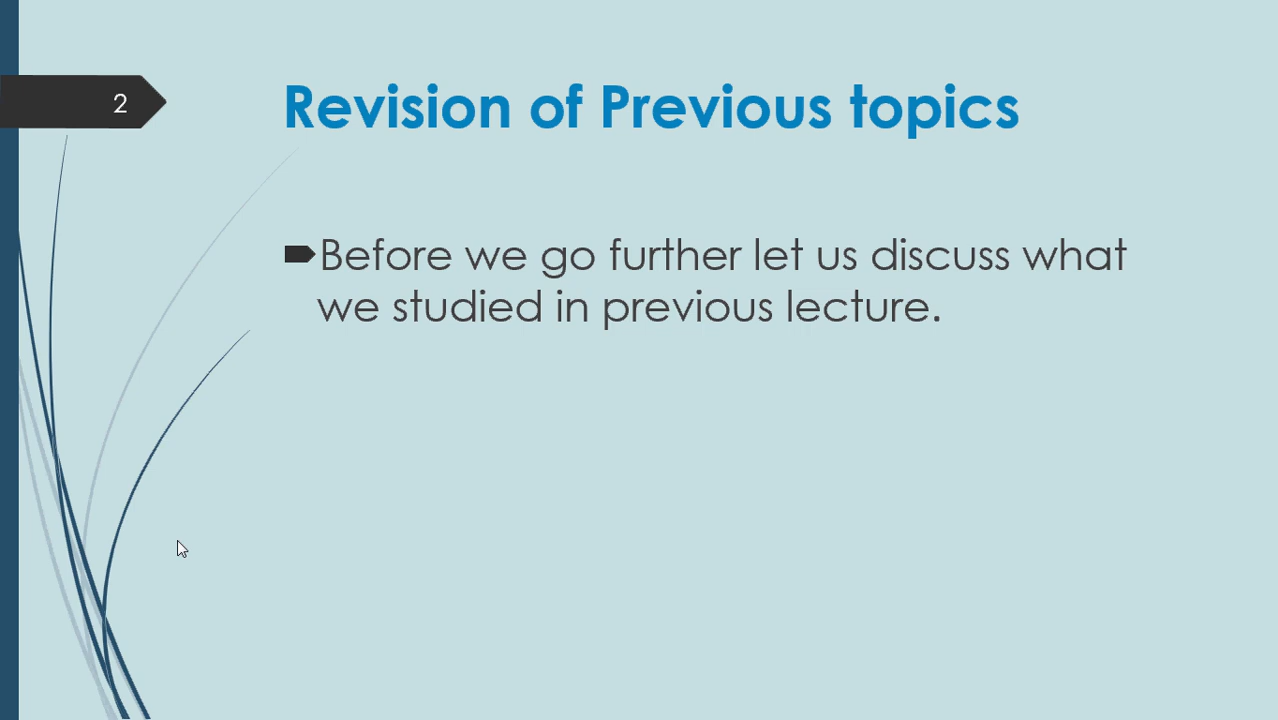 2
Revision of Previous topics
Before we go further let us discuss what
we studied in previous lecture.